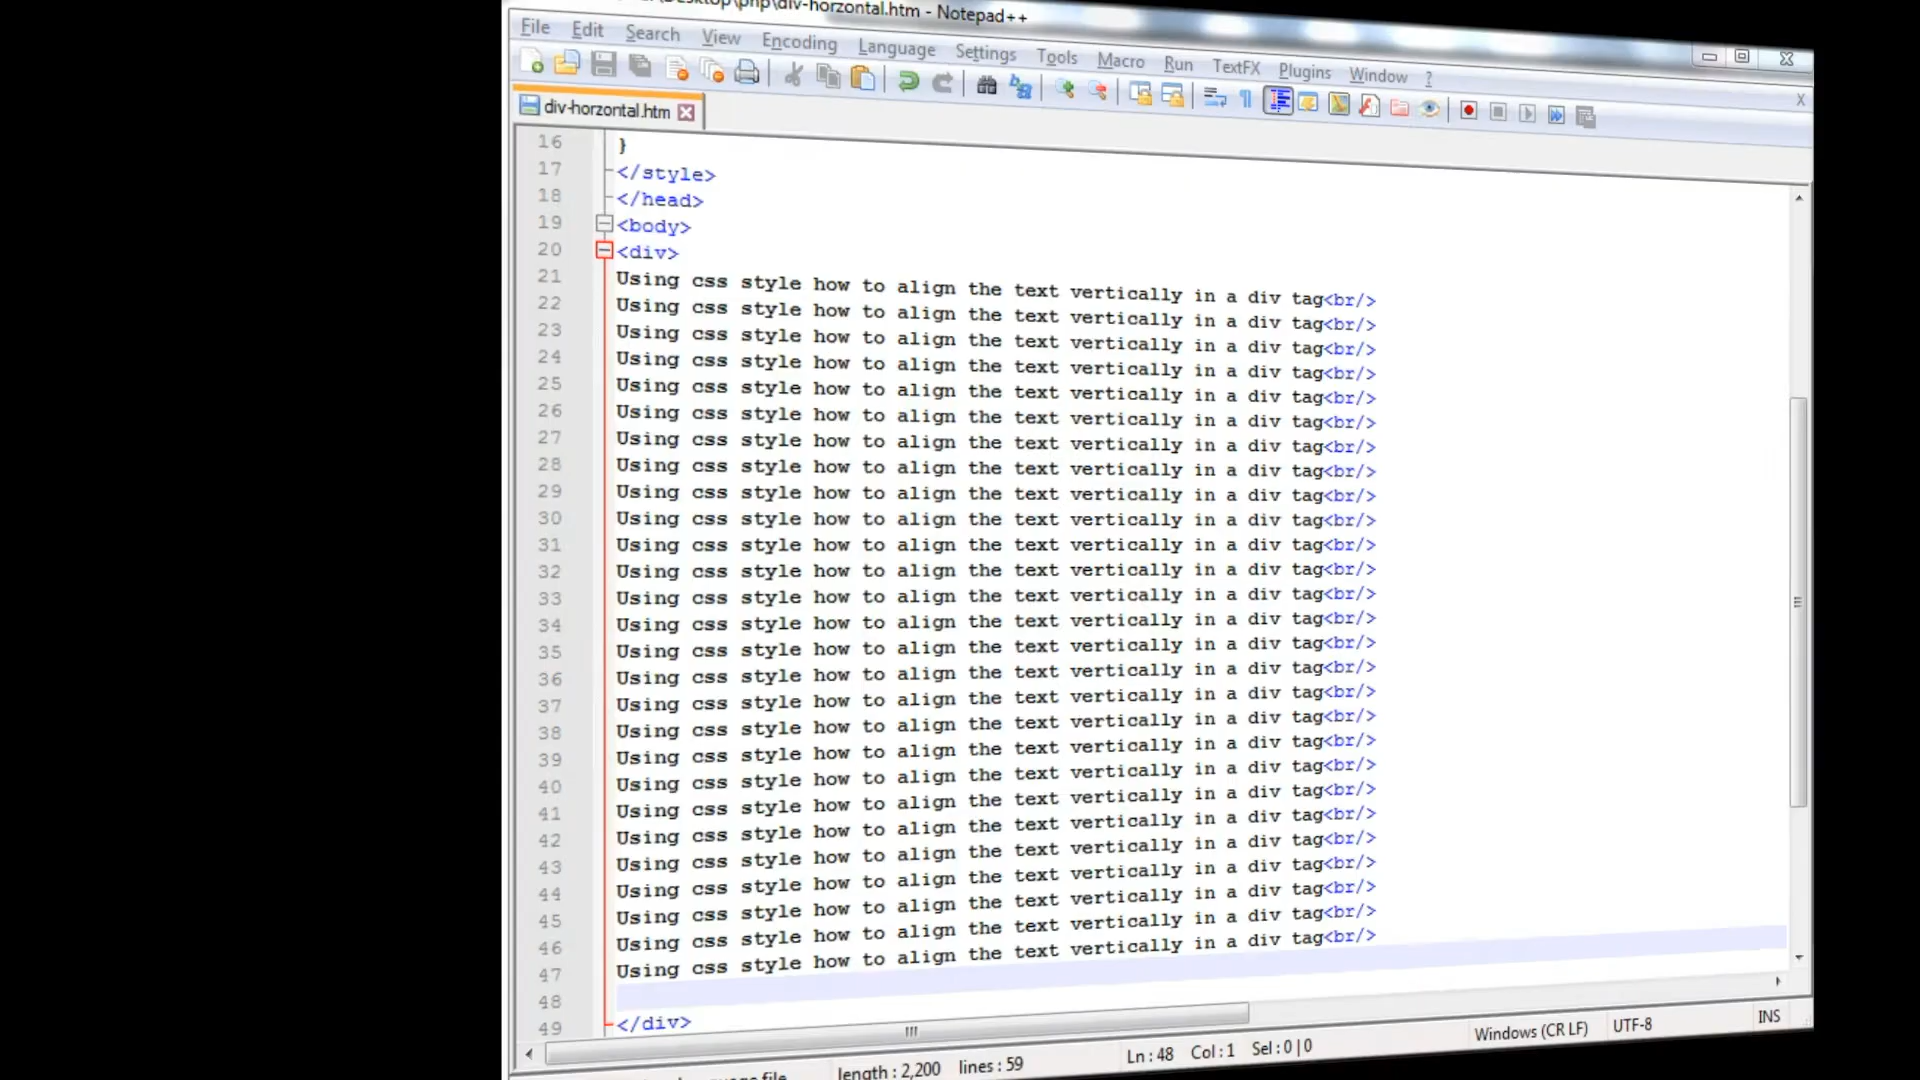 \php\div-horzontal.htm - Notepad++
File Edit Search View Encoding Language Settings Tools Macro Run TextFX Plugins Window ?
X
div-horzontal.htm
16 }
17 </style>
18 </head>
19 <body>
20 <div>
21 Using css style how to align the text vertically in a div tag<br/>
22 Using css style how to align the text vertically in a div tag<br/>
23 Using css style how to align the text vertically in a div tag<br/>
24 Using css style how to align the text vertically in a div tag<br/>
25 Using css style how to align the text vertically in a div tag<br/>
26 Using css style how to align the text vertically in a div tag<br/>
27 Using css style how to align the text vertically in a div tag<br/>
28 Using css style how to align the text vertically in a div tag<br/>
29 Using css style how to align the text vertically in a div tag<br/>
30 Using css style how to align the text vertically in a div tag<br/>
31 Using css style how to align the text vertically in a div tag<br/>
32 Using css style how to align the text vertically in a div tag<br/>
33 Using css style how to align the text vertically in a div tag<br/>
34 Using css style how to align the text vertically in a div tag<br/>
35 Using css style how to align the text vertically in a div tag<br/>
36 Using css style how to align the text vertically in a div tag<br/>
37 Using css style how to align the text vertically in a div tag<br/>
38 Using css style how to align the text vertically in a div tag<br/>
39 Using css style how to align the text vertically in a div tag<br/>
40 Using css style how to align the text vertically in a div tag<br/>
41 Using css style how to align the text vertically in a div tag<br/>
42 Using css style how to align the text vertically in a div tag<br/>
43 Using css style how to align the text vertically in a div tag<br/>
44 Using css style how to align the text vertically in a div tag<br/>
45 Using css style how to align the text vertically in a div tag<br/>
46 Using css style how to align the text vertically in a div tag<br/>
47 Using css style how to align the text vertically in a div tag<br/>
48
49 </div>
file length : 2,200 lines : 59 Ln : 48 Col : 1 Sel : 0 | 0 Windows (CR LF) UTF-8 INS